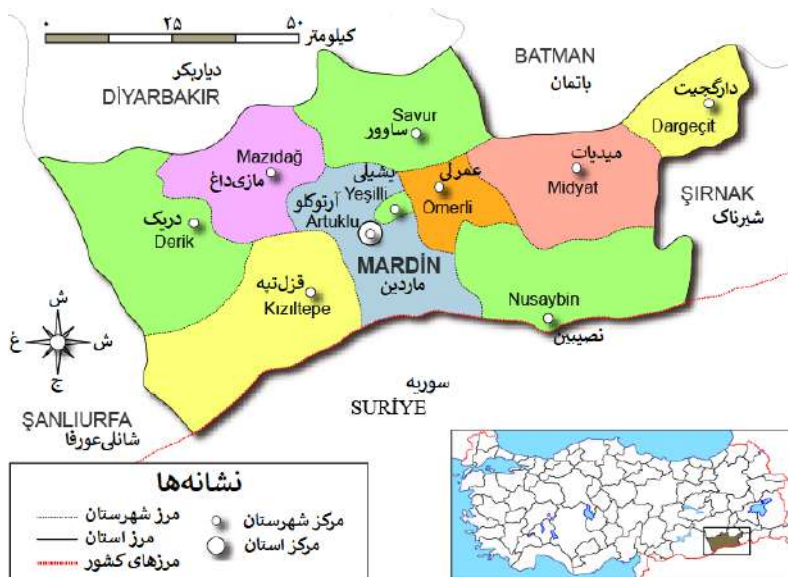 ۰ ۲۵ ۵۰
کیلومتر
دیاربکر
DİYARBAKIR
BATMAN
باتمان
دارگچیت
Dargeçit
Savur
ساوور
Mazıdağ
مازی‌داغ
یشیلی
Yeşilli
عمرلی
Ömerli
میدیات
Midyat
ŞIRNAK
شیرناک
آرتوکلو
Artuklu
دریک
Derik
MARDİN
ماردین
قزل‌تپه
Kızıltepe
Nusaybin
نصیبین
ش
غ ش
ج
سوریه
SURİYE
ŞANLIURFA
شانلی‌عورفا
نشانه‌ها
مرز شهرستان
مرز استان
مرزهای کشور
مرکز شهرستان
مرکز استان